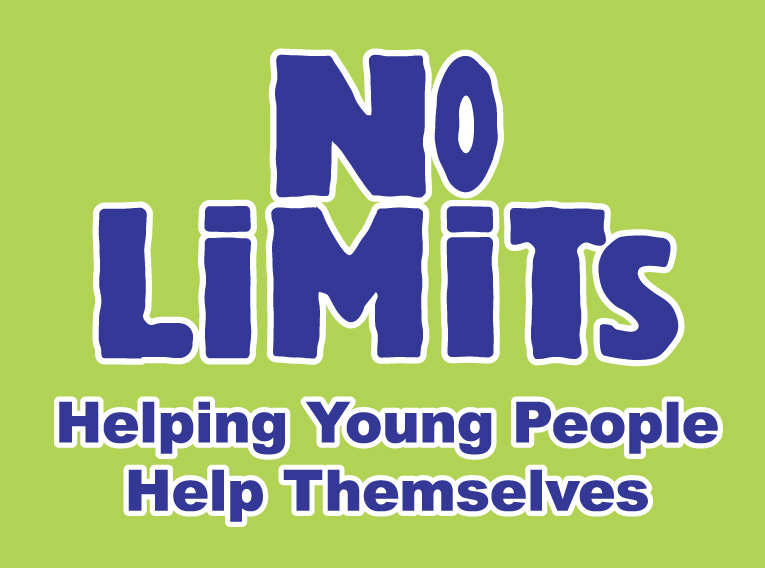 No
LiMiTS
Helping Young People
Help Themselves